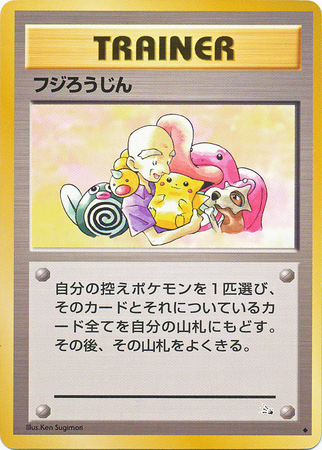 TRAINER
フジろうじん
自分の控えポケモンを1匹選び、
そのカードとそれについているカ
ード全てを自分の山札にもどす。
その後、その山札をよくきる。
Illus.Ken Sugimori